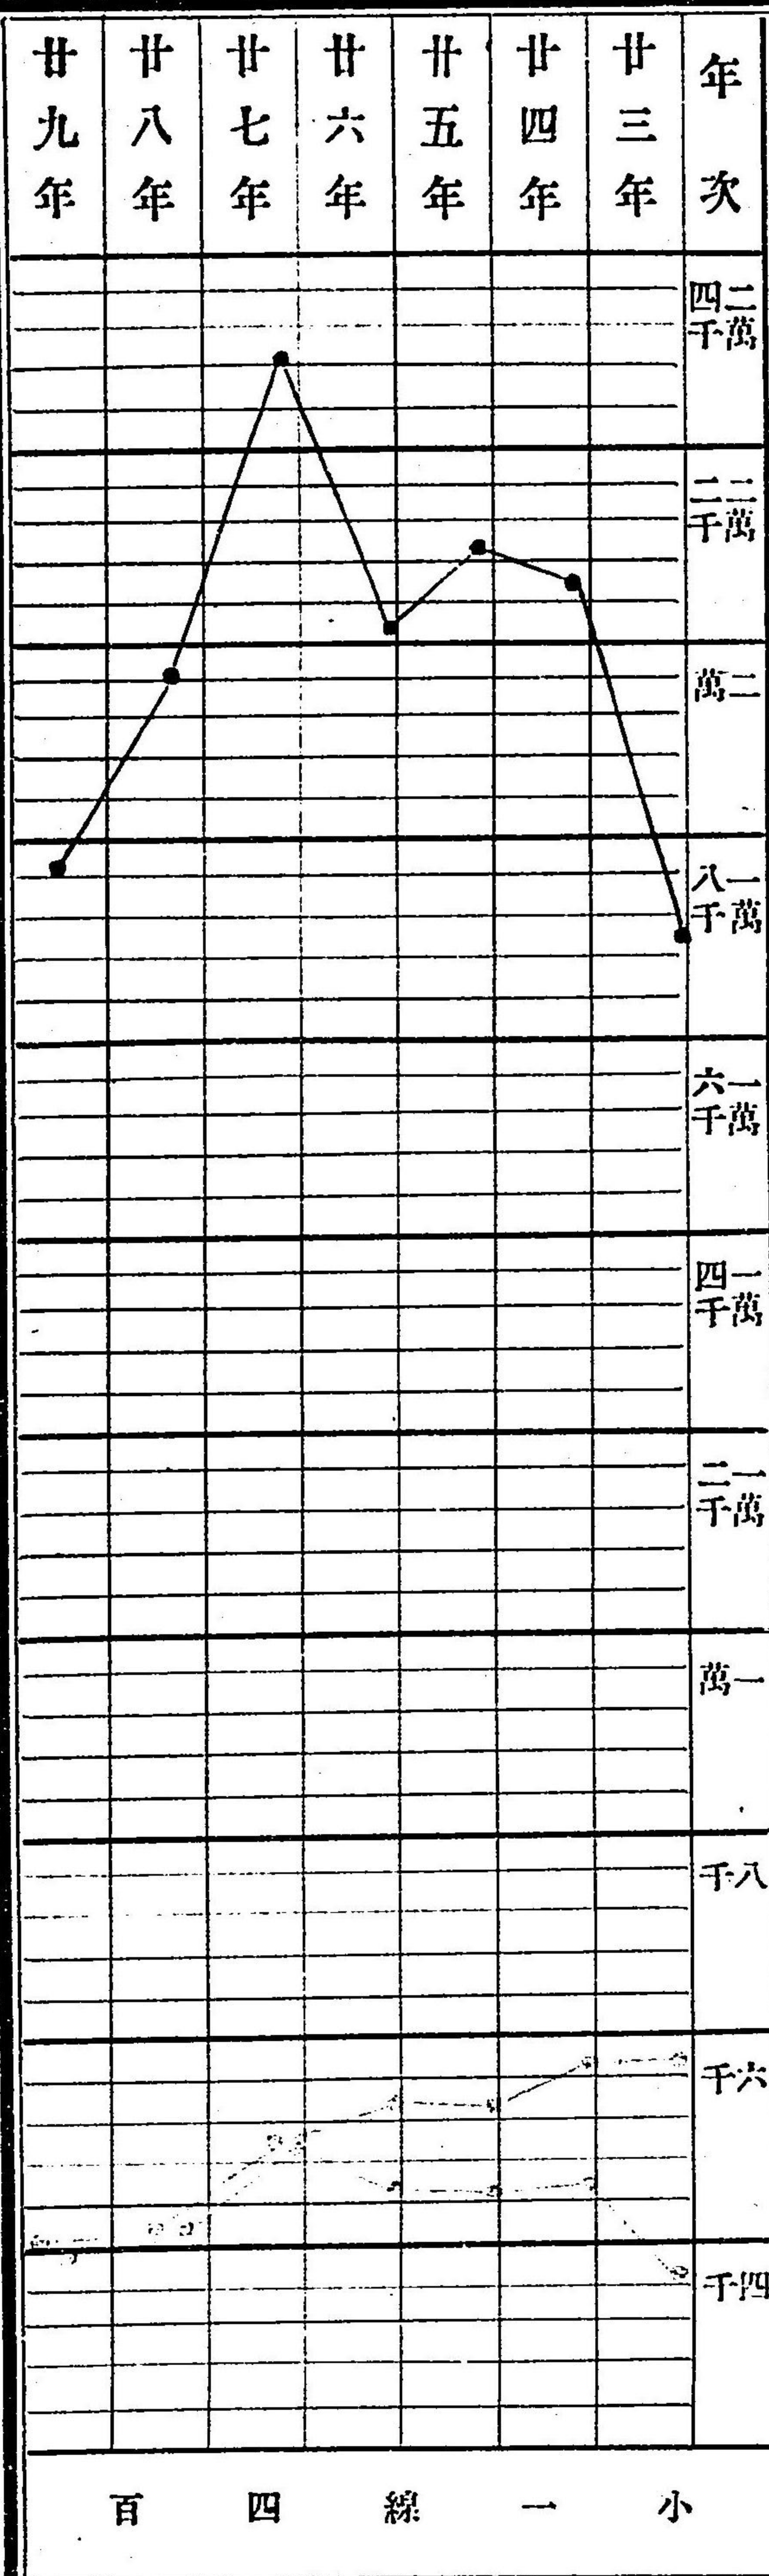 年次
廿三年
廿四年
廿五年
廿六年
廿七年
廿八年
廿九年
二萬四千
二萬二千
二萬
一萬八千
一萬六千
一萬四千
一萬二千
一萬
八千
六千
四千
小一線四百